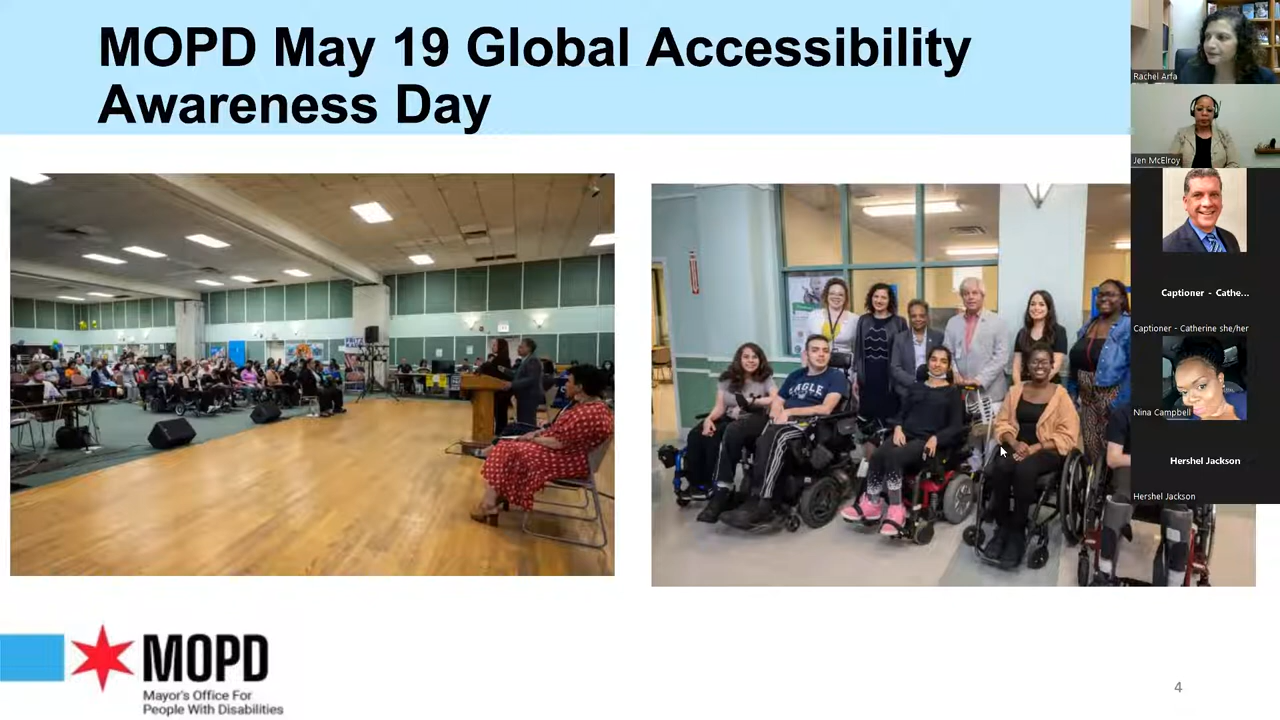 MOPD May 19 Global Accessibility
Awareness Day
Rachel Arfa
Jen McElroy
Captioner - Cathe...
Captioner - Catherine she/her
Nina Campbell
Hershel Jackson
Hershel Jackson
EAGLE
MOPD
Mayor's Office For
People With Disabilities
4